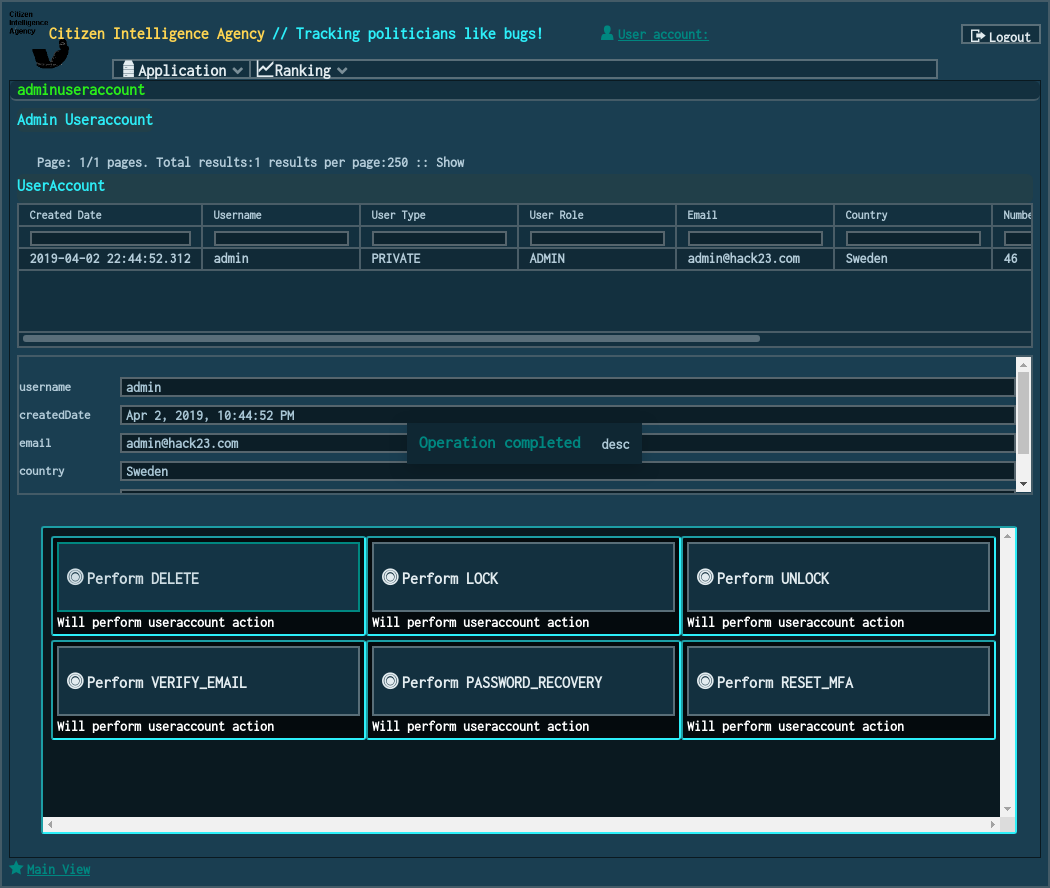 Citizen
Intelligence
Agency
Citizen Intelligence Agency // Tracking politicians like bugs!
User account:
Logout
Application
Ranking
adminuseraccount
Admin Useraccount
Page: 1/1 pages. Total results:1 results per page:250 :: Show
UserAccount
Created Date Username User Type User Role Email Country Numbe
2019-04-02 22:44:52.312 admin PRIVATE ADMIN admin@hack23.com Sweden 46
username admin
createdDate Apr 2, 2019, 10:44:52 PM
email admin@hack23.com
Operation completed desc
country Sweden
Perform DELETE Perform LOCK Perform UNLOCK
Will perform useraccount action Will perform useraccount action Will perform useraccount action
Perform VERIFY_EMAIL Perform PASSWORD_RECOVERY Perform RESET_MFA
Will perform useraccount action Will perform useraccount action Will perform useraccount action
Main View